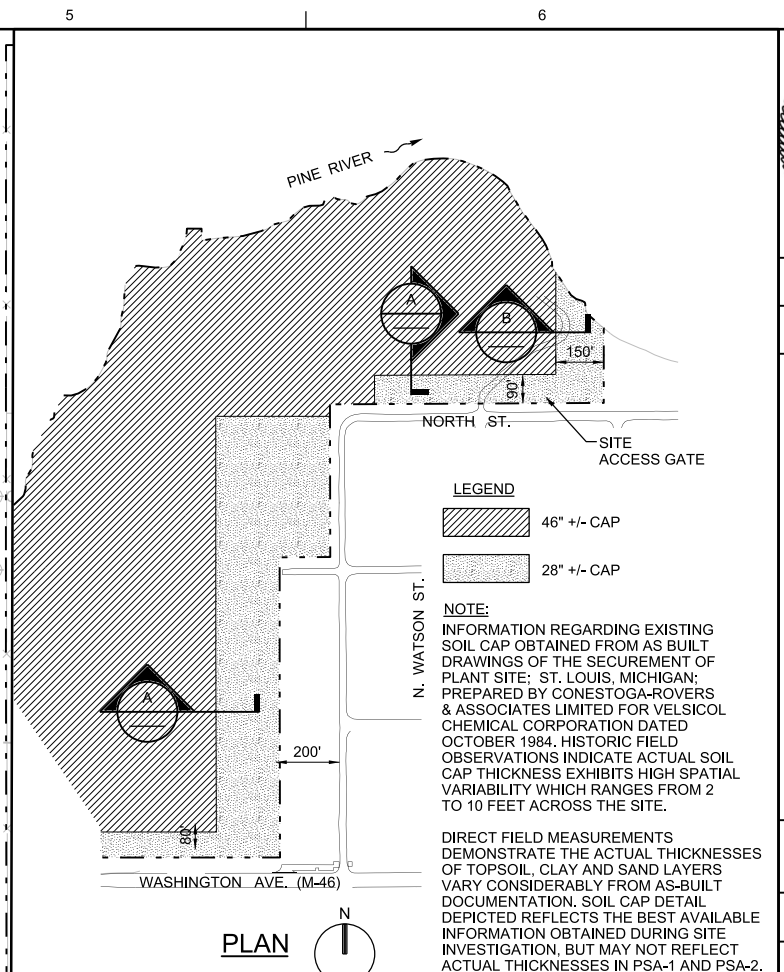 5
6
PINE RIVER
A
B
150'
90'
NORTH ST.
SITE
ACCESS GATE
LEGEND
46" +/- CAP
28" +/- CAP
N. WATSON ST.
NOTE:
INFORMATION REGARDING EXISTING
SOIL CAP OBTAINED FROM AS BUILT
DRAWINGS OF THE SECUREMENT OF
PLANT SITE; ST. LOUIS, MICHIGAN;
PREPARED BY CONESTOGA-ROVERS
& ASSOCIATES LIMITED FOR VELSICOL
CHEMICAL CORPORATION DATED
OCTOBER 1984. HISTORIC FIELD
OBSERVATIONS INDICATE ACTUAL SOIL
CAP THICKNESS EXHIBITS HIGH SPATIAL
VARIABILITY WHICH RANGES FROM 2
TO 10 FEET ACROSS THE SITE.
A
200'
80'
DIRECT FIELD MEASUREMENTS
DEMONSTRATE THE ACTUAL THICKNESSES
OF TOPSOIL, CLAY AND SAND LAYERS
VARY CONSIDERABLY FROM AS-BUILT
DOCUMENTATION. SOIL CAP DETAIL
DEPICTED REFLECTS THE BEST AVAILABLE
INFORMATION OBTAINED DURING SITE
INVESTIGATION, BUT MAY NOT REFLECT
ACTUAL THICKNESSES IN PSA-1 AND PSA-2.
WASHINGTON AVE. (M-46)
PLAN
N